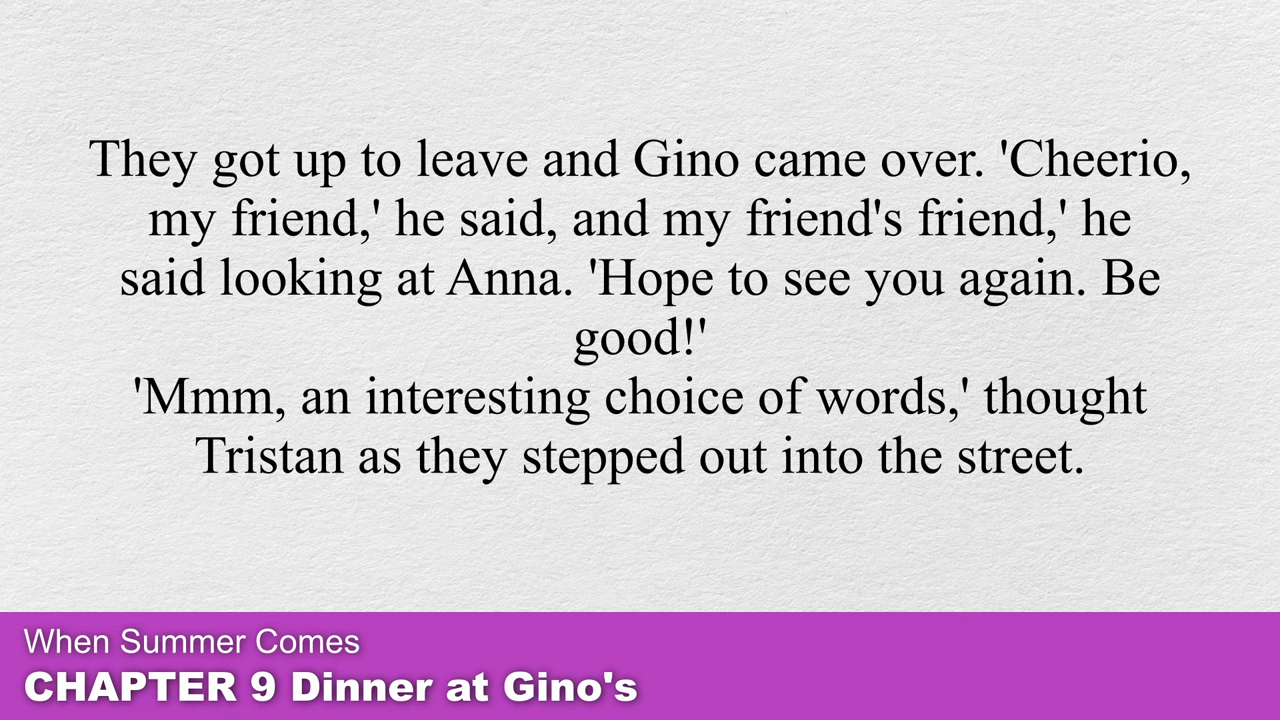 They got up to leave and Gino came over. 'Cheerio,
my friend,' he said, and my friend's friend,' he
said looking at Anna. 'Hope to see you again. Be
good!'
'Mmm, an interesting choice of words,' thought
Tristan as they stepped out into the street.
When Summer Comes
CHAPTER 9 Dinner at Gino's